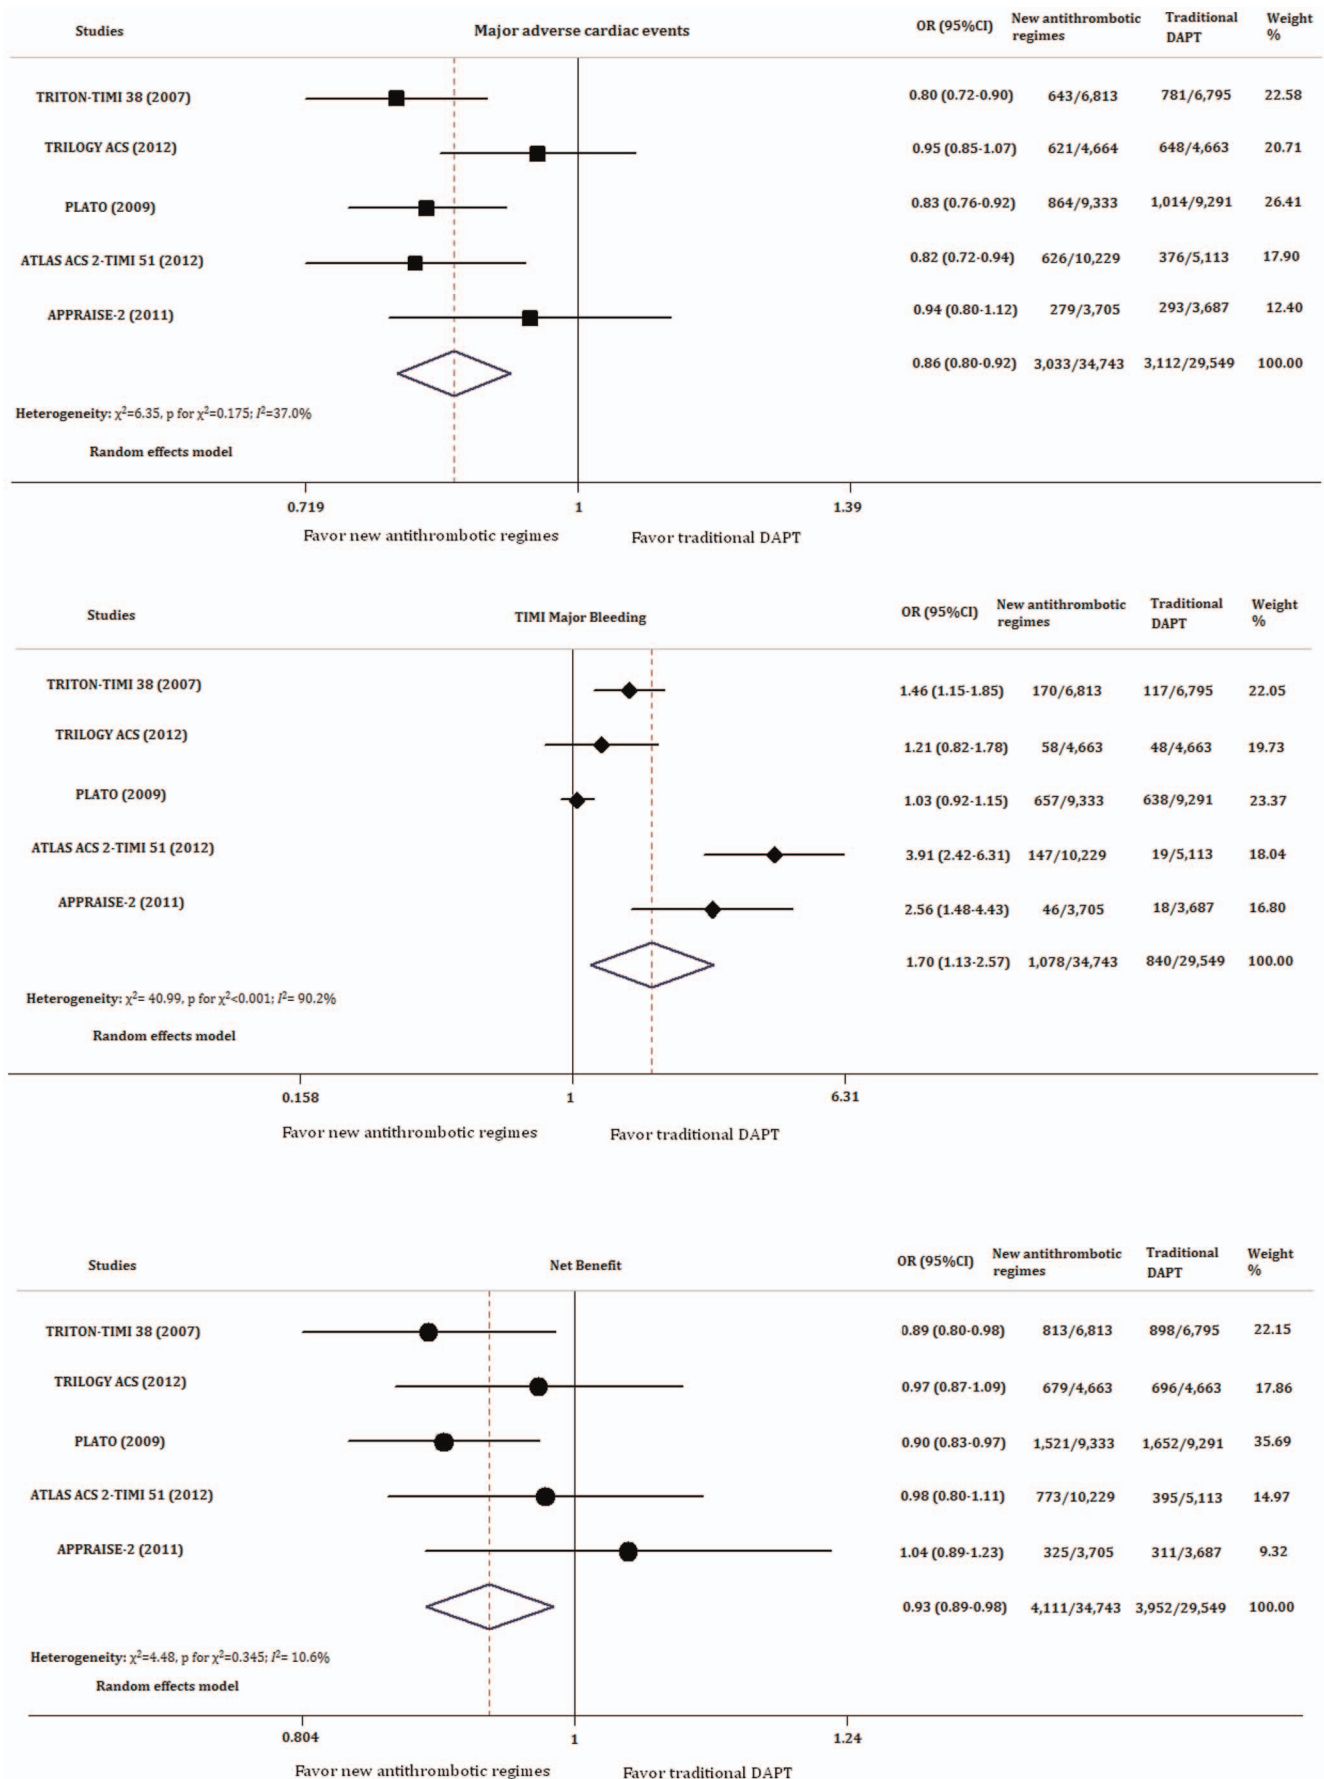 Studies Major adverse cardiac events OR (95%CI) New antithrombotic regimes Traditional DAPT Weight %
TRITON-TIMI 38 (2007) 0.80 (0.72-0.90) 643/6,813 781/6,795 22.58
TRILOGY ACS (2012) 0.95 (0.85-1.07) 621/4,664 648/4,663 20.71
PLATO (2009) 0.83 (0.76-0.92) 864/9,333 1,014/9,291 26.41
ATLAS ACS 2-TIMI 51 (2012) 0.82 (0.72-0.94) 626/10,229 376/5,113 17.90
APPRAISE-2 (2011) 0.94 (0.80-1.12) 279/3,705 293/3,687 12.40
0.86 (0.80-0.92) 3,033/34,743 3,112/29,549 100.00
Heterogeneity: χ²=6.35, p for χ²=0.175; I²=37.0%
Random effects model
0.719 1 1.39
Favor new antithrombotic regimes Favor traditional DAPT
Studies TIMI Major Bleeding OR (95%CI) New antithrombotic regimes Traditional DAPT Weight %
TRITON-TIMI 38 (2007) 1.46 (1.15-1.85) 170/6,813 117/6,795 22.05
TRILOGY ACS (2012) 1.21 (0.82-1.78) 58/4,663 48/4,663 19.73
PLATO (2009) 1.03 (0.92-1.15) 657/9,333 638/9,291 23.37
ATLAS ACS 2-TIMI 51 (2012) 3.91 (2.42-6.31) 147/10,229 19/5,113 18.04
APPRAISE-2 (2011) 2.56 (1.48-4.43) 46/3,705 18/3,687 16.80
1.70 (1.13-2.57) 1,078/34,743 840/29,549 100.00
Heterogeneity: χ²= 40.99, p for χ²<0.001; I²= 90.2%
Random effects model
0.158 1 6.31
Favor new antithrombotic regimes Favor traditional DAPT
Studies Net Benefit OR (95%CI) New antithrombotic regimes Traditional DAPT Weight %
TRITON-TIMI 38 (2007) 0.89 (0.80-0.98) 813/6,813 898/6,795 22.15
TRILOGY ACS (2012) 0.97 (0.87-1.09) 679/4,663 696/4,663 17.86
PLATO (2009) 0.90 (0.83-0.97) 1,521/9,333 1,652/9,291 35.69
ATLAS ACS 2-TIMI 51 (2012) 0.98 (0.80-1.11) 773/10,229 395/5,113 14.97
APPRAISE-2 (2011) 1.04 (0.89-1.23) 325/3,705 311/3,687 9.32
0.93 (0.89-0.98) 4,111/34,743 3,952/29,549 100.00
Heterogeneity: χ²=4.48, p for χ²=0.345; I²= 10.6%
Random effects model
0.804 1 1.24
Favor new antithrombotic regimes Favor traditional DAPT